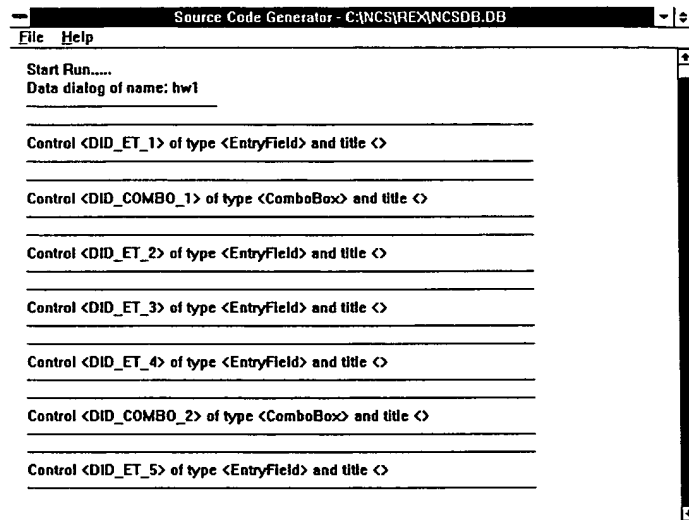 Source Code Generator - C:\NCS\REX\NCSDB.DB
File Help
Start Run.....
Data dialog of name: hw1
Control <DID_ET_1> of type <EntryField> and title <>
Control <DID_COMBO_1> of type <ComboBox> and title <>
Control <DID_ET_2> of type <EntryField> and title <>
Control <DID_ET_3> of type <EntryField> and title <>
Control <DID_ET_4> of type <EntryField> and title <>
Control <DID_COMBO_2> of type <ComboBox> and title <>
Control <DID_ET_5> of type <EntryField> and title <>